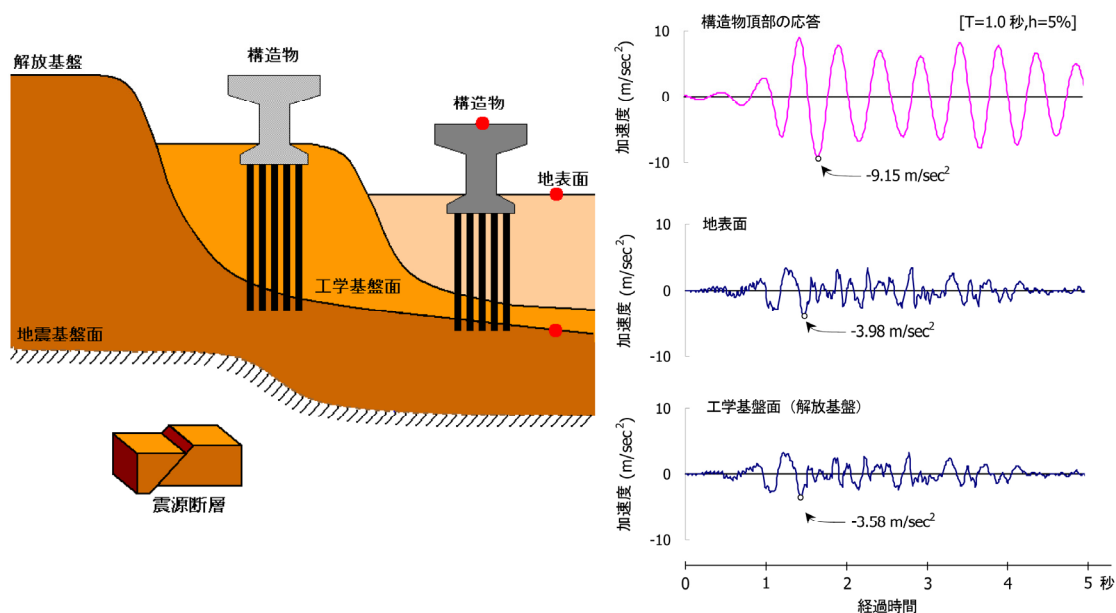 解放基盤
構造物
構造物
地表面
工学基盤面
地震基盤面
震源断層
構造物頂部の応答 [T=1.0 秒,h=5%]
10
0
-10
加速度 (m/sec²)
-9.15 m/sec²
地表面
10
0
-10
加速度 (m/sec²)
-3.98 m/sec²
工学基盤面（解放基盤）
10
0
-10
加速度 (m/sec²)
-3.58 m/sec²
0 1 2 3 4 5 秒
経過時間